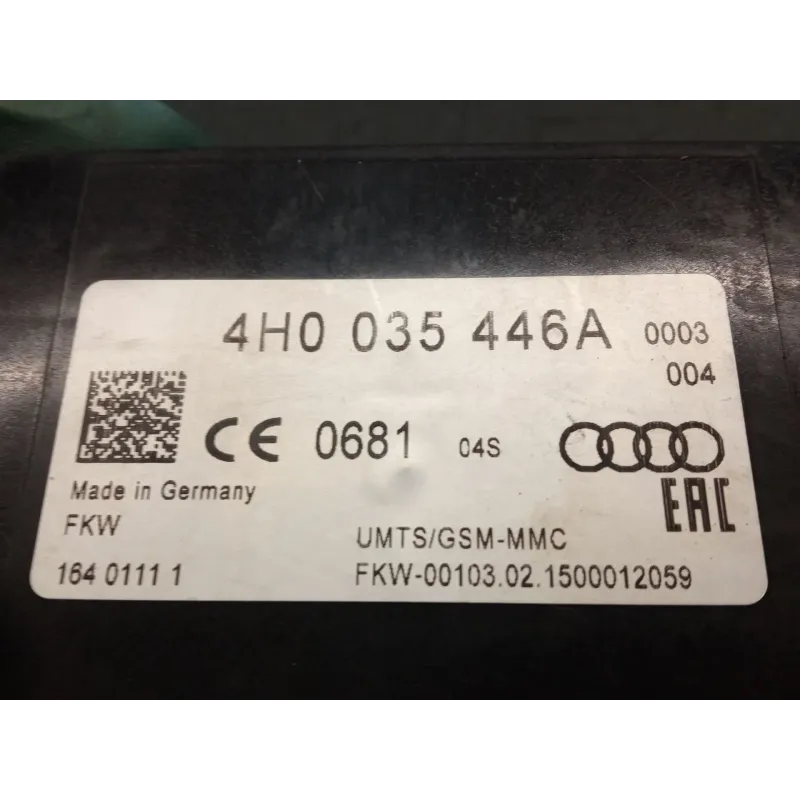 4H0 035 446A 0003
004
CE 0681 04S
Made in Germany
EAC
FKW
UMTS/GSM-MMC
164 0111 1
FKW-00103.02.1500012059